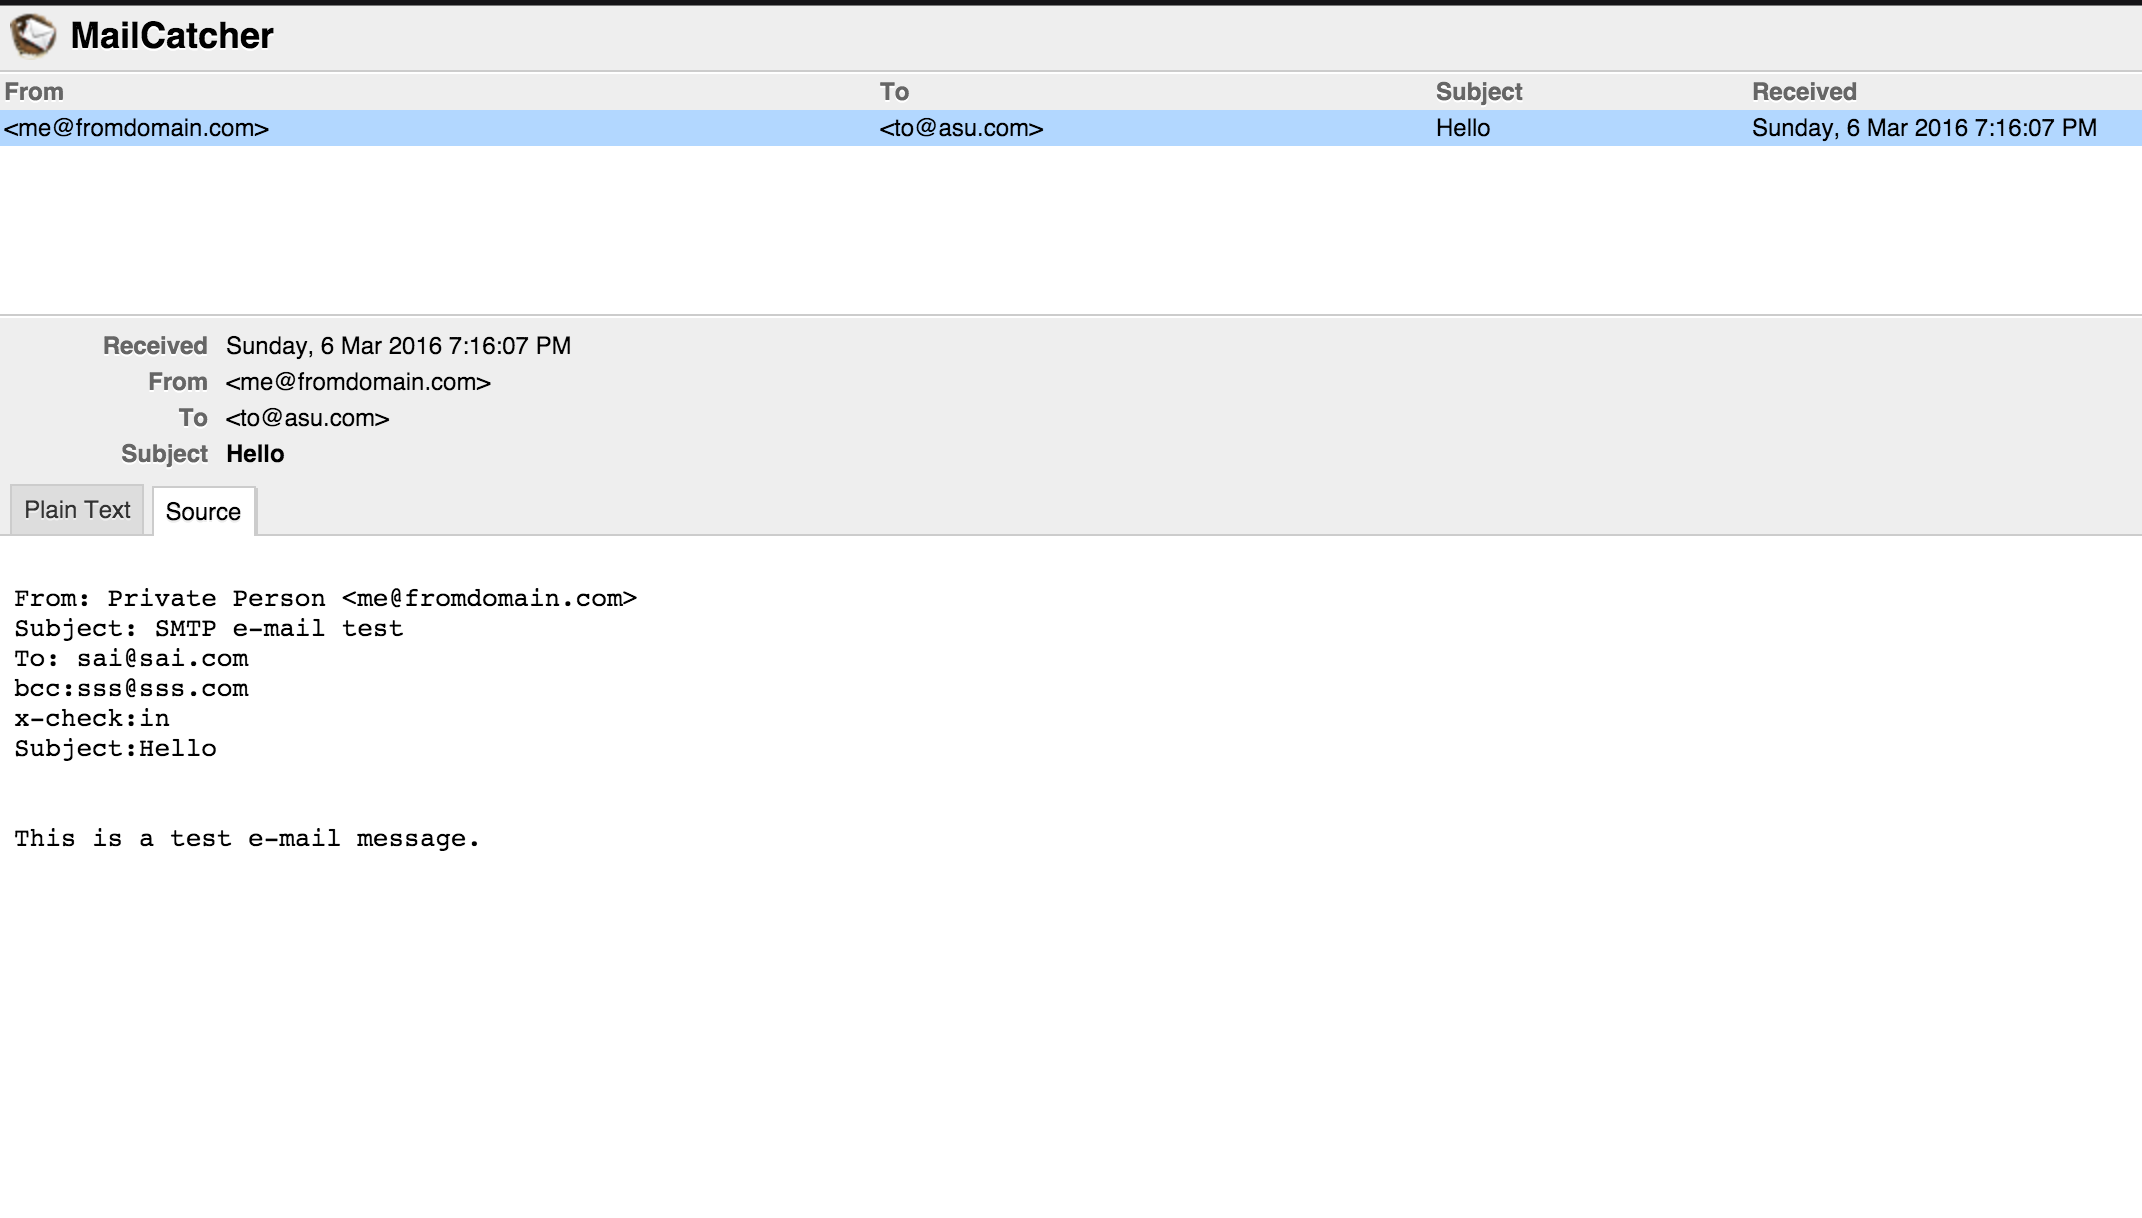 MailCatcher
From To Subject Received
<me@fromdomain.com> <to@asu.com> Hello Sunday, 6 Mar 2016 7:16:07 PM
Received Sunday, 6 Mar 2016 7:16:07 PM
From <me@fromdomain.com>
To <to@asu.com>
Subject Hello
Plain Text Source
From: Private Person <me@fromdomain.com>
Subject: SMTP e-mail test
To: sai@sai.com
bcc:sss@sss.com
x-check:in
Subject:Hello
This is a test e-mail message.